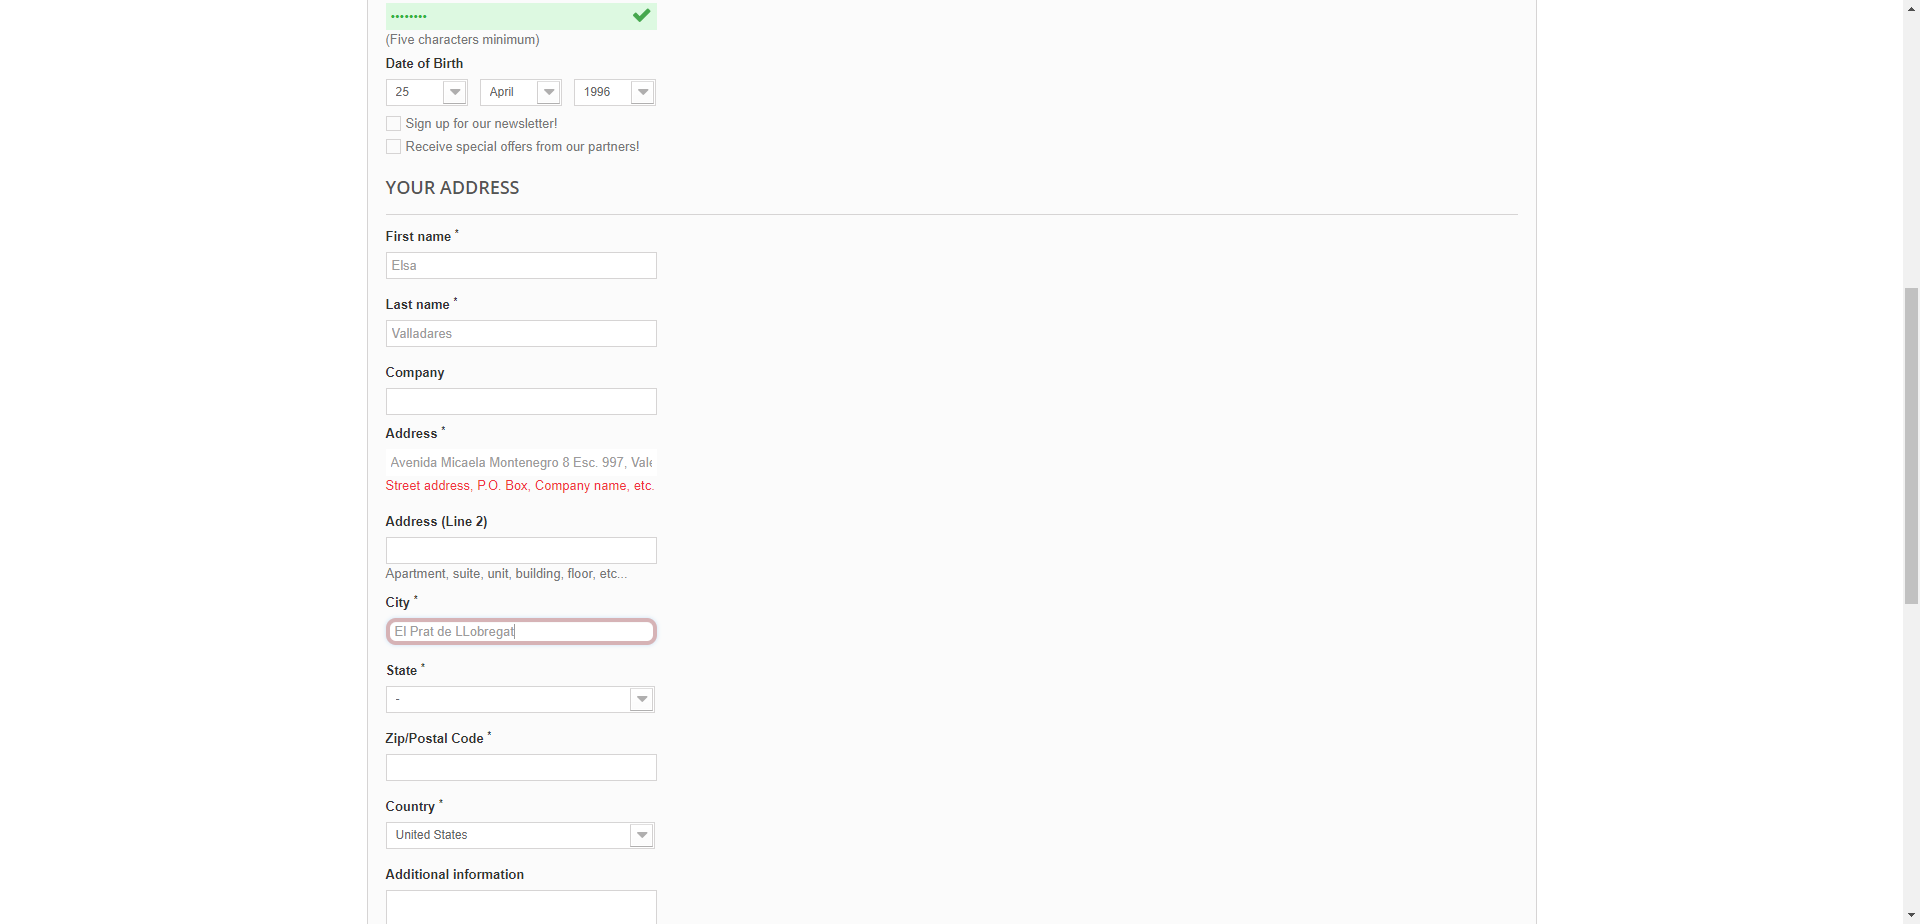 ••••••••
(Five characters minimum)
Date of Birth
25 April 1996
Sign up for our newsletter!
Receive special offers from our partners!
YOUR ADDRESS
First name *
Elsa
Last name *
Valladares
Company
Address *
Avenida Micaela Montenegro 8 Esc. 997, Vale
Street address, P.O. Box, Company name, etc.
Address (Line 2)
Apartment, suite, unit, building, floor, etc...
City *
El Prat de LLobregat
State *
-
Zip/Postal Code *
Country *
United States
Additional information